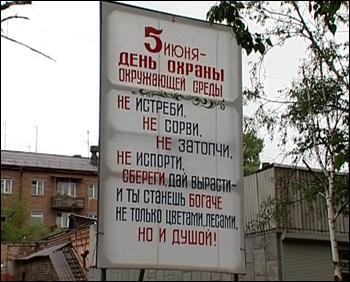 5 ИЮНЯ-
ДЕНЬ ОХРАНЫ
ОКРУЖАЮЩЕЙ СРЕДЫ
НЕ ИСТРЕБИ,
НЕ СОРВИ,
НЕ ЗАТОПЧИ,
НЕ ИСПОРТИ,
СБЕРЕГИ, ДАЙ ВЫРАСТИ-
И ТЫ СТАНЕШЬ БОГАЧЕ
НЕ ТОЛЬКО ЦВЕТАМИ, ЛЕСАМИ,
НО И ДУШОЙ!